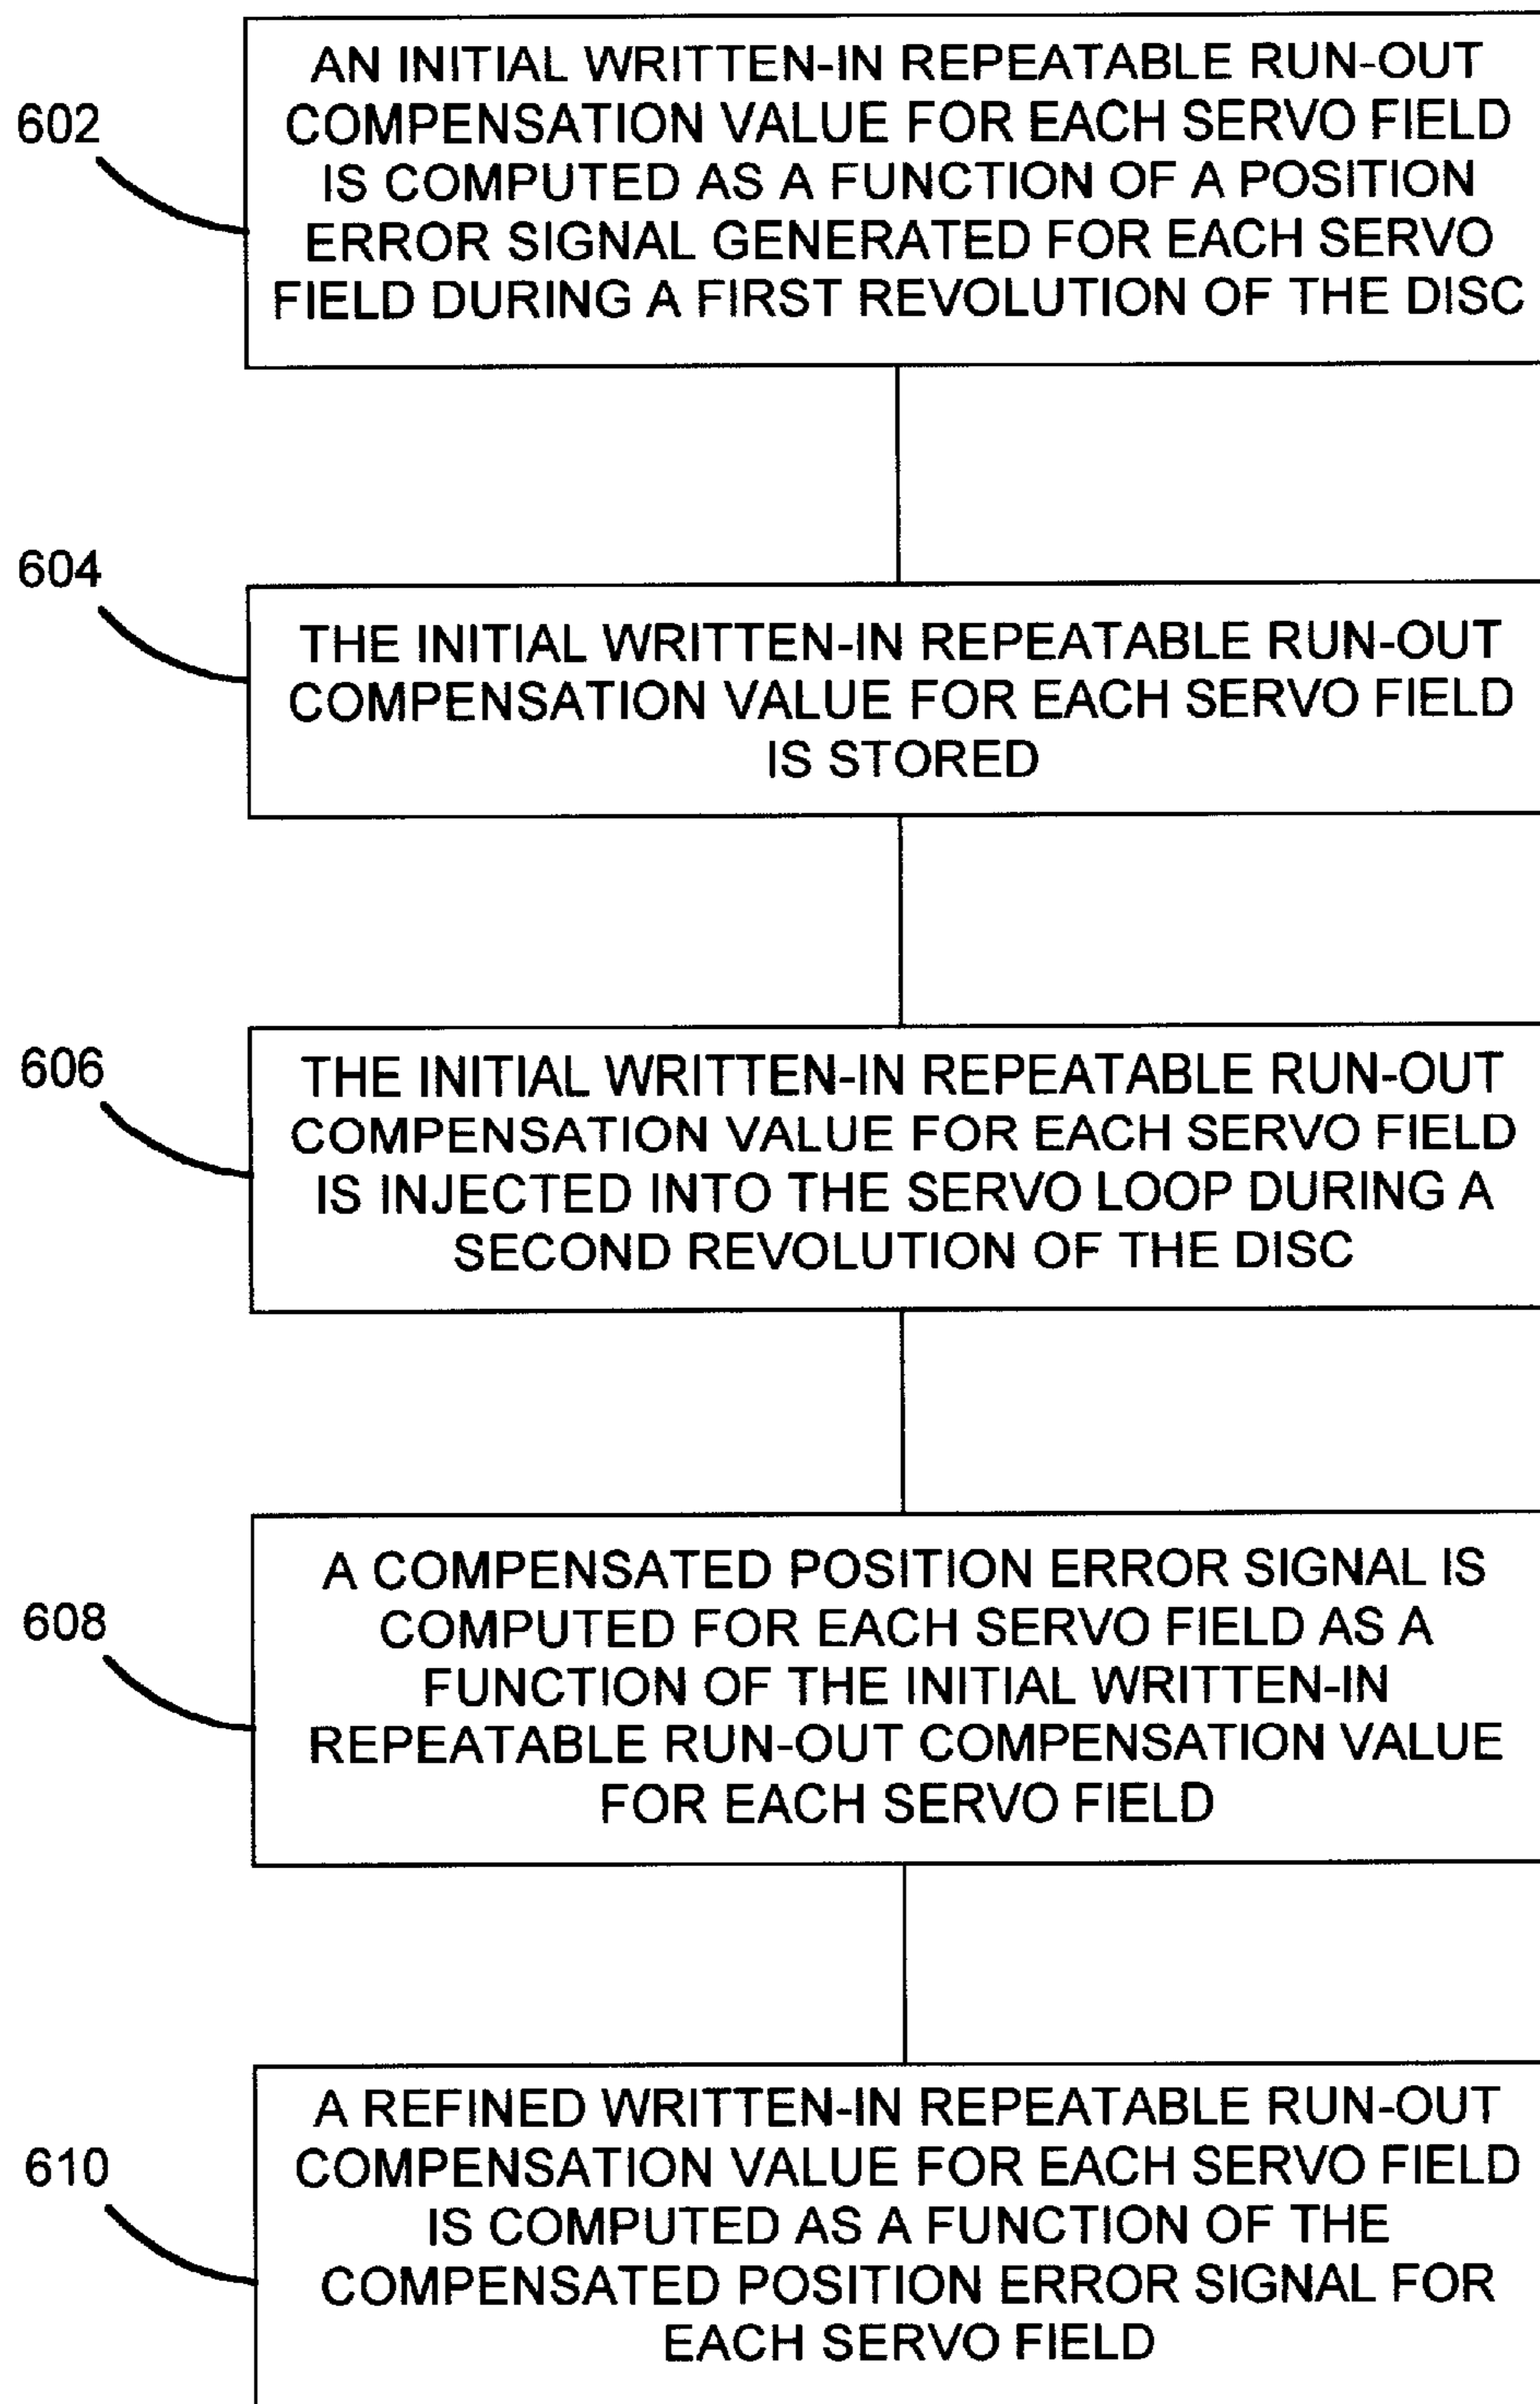 AN INITIAL WRITTEN-IN REPEATABLE RUN-OUT
COMPENSATION VALUE FOR EACH SERVO FIELD
IS COMPUTED AS A FUNCTION OF A POSITION
ERROR SIGNAL GENERATED FOR EACH SERVO
FIELD DURING A FIRST REVOLUTION OF THE DISC
602
604
THE INITIAL WRITTEN-IN REPEATABLE RUN-OUT
COMPENSATION VALUE FOR EACH SERVO FIELD
IS STORED
606
THE INITIAL WRITTEN-IN REPEATABLE RUN-OUT
COMPENSATION VALUE FOR EACH SERVO FIELD
IS INJECTED INTO THE SERVO LOOP DURING A
SECOND REVOLUTION OF THE DISC
608
A COMPENSATED POSITION ERROR SIGNAL IS
COMPUTED FOR EACH SERVO FIELD AS A
FUNCTION OF THE INITIAL WRITTEN-IN
REPEATABLE RUN-OUT COMPENSATION VALUE
FOR EACH SERVO FIELD
610
A REFINED WRITTEN-IN REPEATABLE RUN-OUT
COMPENSATION VALUE FOR EACH SERVO FIELD
IS COMPUTED AS A FUNCTION OF THE
COMPENSATED POSITION ERROR SIGNAL FOR
EACH SERVO FIELD